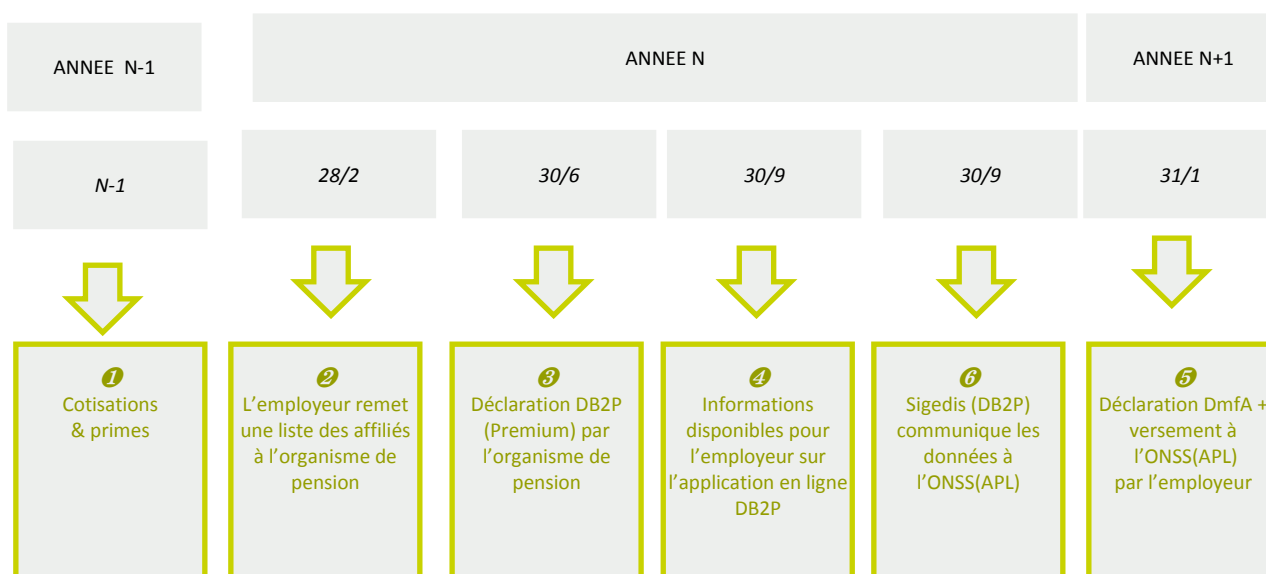 ANNEE N-1
ANNEE N
ANNEE N+1
N-1
28/2
30/6
30/9
30/9
31/1
❶
Cotisations
& primes
❷
L'employeur remet
une liste des affiliés
à l'organisme de
pension
❸
Déclaration DB2P
(Premium) par
l'organisme de
pension
❹
Informations
disponibles pour
l'employeur sur
l'application en ligne
DB2P
❻
Sigedis (DB2P)
communique les
données à
l'ONSS(APL)
❺
Déclaration DmfA +
versement à
l'ONSS(APL)
par l'employeur